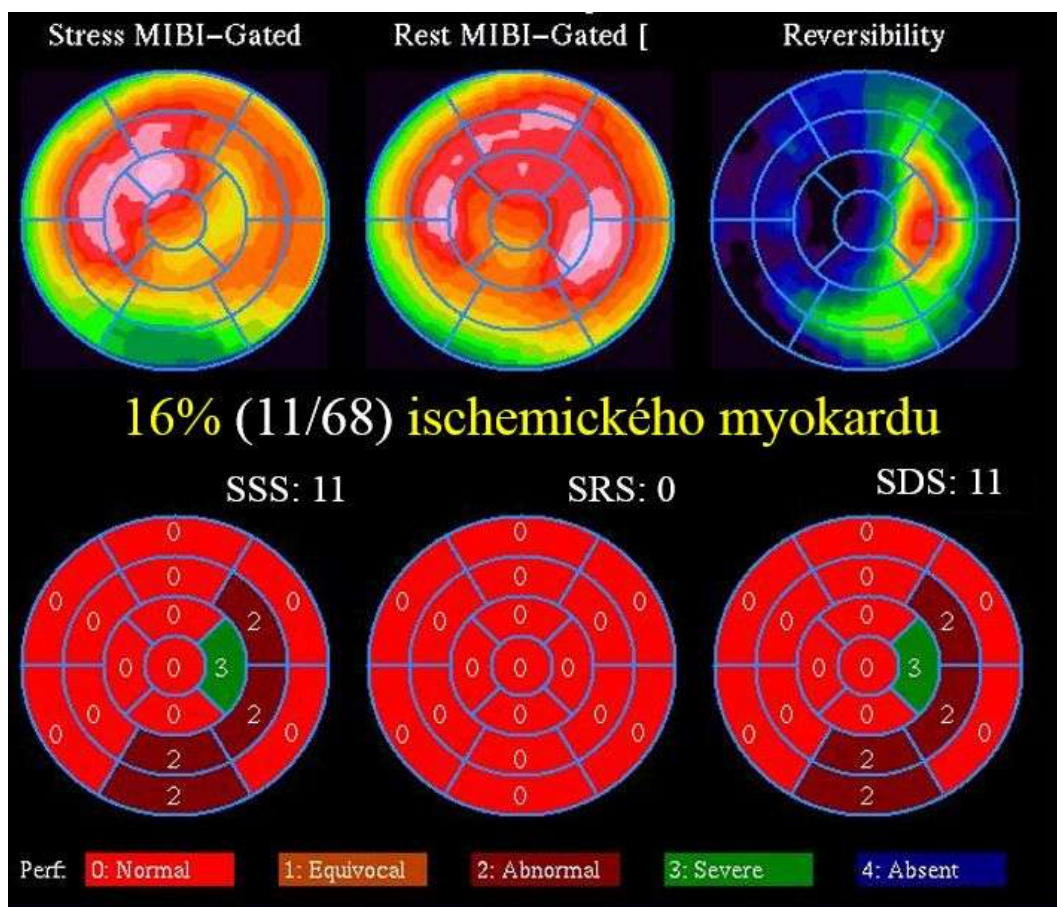 Stress MIBI-Gated Rest MIBI-Gated [ Reversibility
16% (11/68) ischemického myokardu
SSS: 11 SRS: 0 SDS: 11
0 0 0
0 0 0
0 0 2 0 0 0 0 0 0 0 2 0
0 0 0
0 0 3 0 0 0 0 0 3
0 0 0
0 0 2 0 0 0 0 0 0 0 2 0
2 0 2
2 0 2
Perf: 0: Normal 1: Equivocal 2: Abnormal 3: Severe 4: Absent